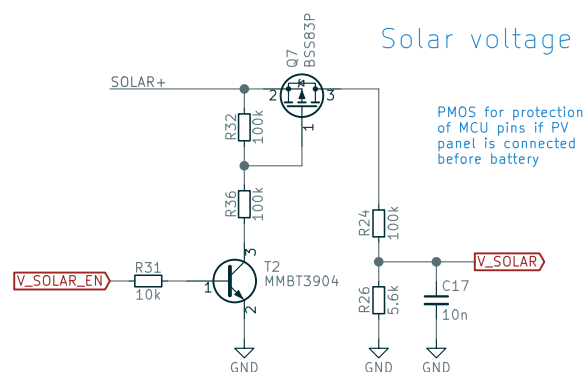 Solar voltage
Q7
BSS83P
SOLAR+
2
3
1
PMOS for protection
of MCU pins if PV
panel is connected
before battery
R32
100k
R36
100k
R24
100k
3
T2
MMBT3904
V_SOLAR_EN
R31
10k
1
2
V_SOLAR
R26
5.6k
C17
10n
GND
GND
GND